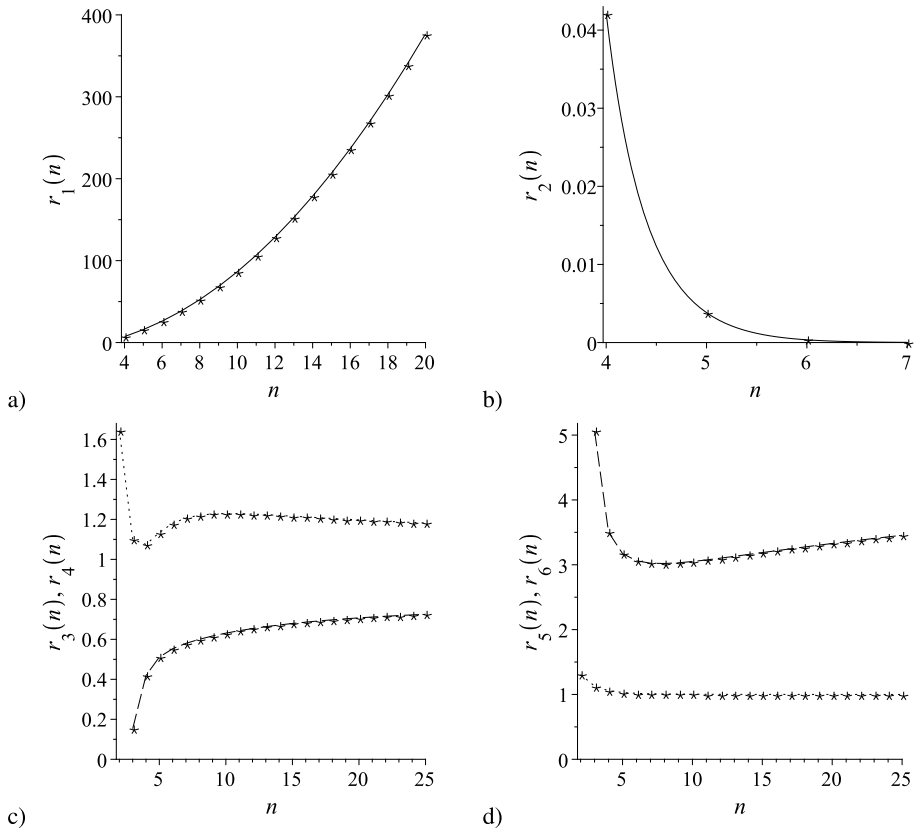 400
300
200
100
0
r₁(n)
4 6 8 10 12 14 16 18 20
n
a)
0.04
0.03
0.02
0.01
0
r₂(n)
4 5 6 7
n
b)
1.6
1.4
1.2
1
0.8
0.6
0.4
0.2
0
r₃(n), r₄(n)
5 10 15 20 25
n
c)
5
4
3
2
1
0
r₅(n), r₆(n)
5 10 15 20 25
n
d)